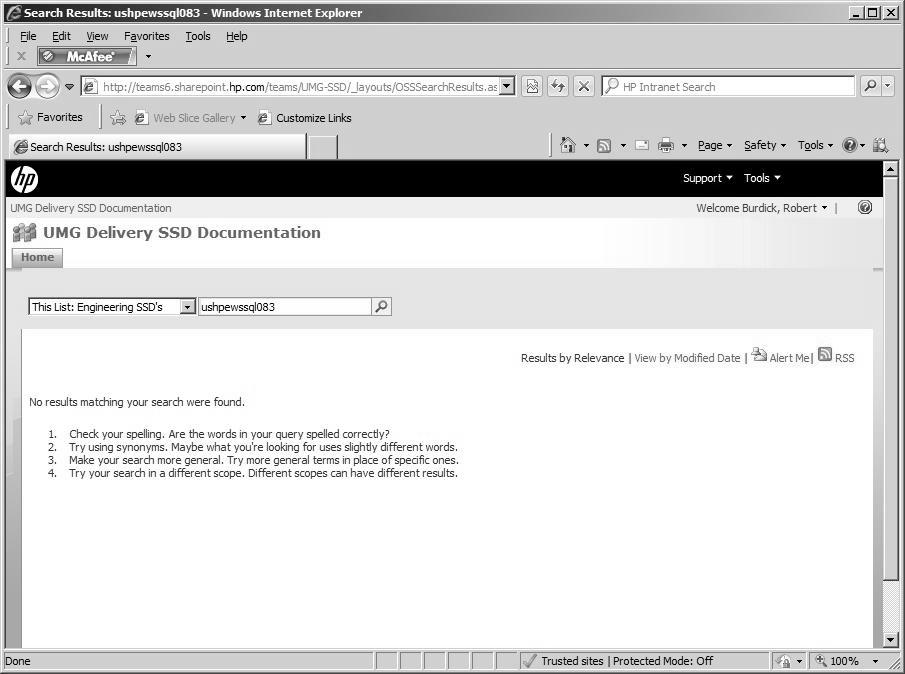 Search Results: ushpewssql083 - Windows Internet Explorer
File Edit View Favorites Tools Help
X McAfee
http://teams6.sharepoint.hp.com/teams/UMG-SSD/_layouts/OSSSearchResults.as HP Intranet Search
Favorites Web Slice Gallery Customize Links
Search Results: ushpewssql083 Page Safety Tools
hp Support Tools
UMG Delivery SSD Documentation Welcome Burdick, Robert |
UMG Delivery SSD Documentation
Home
This List: Engineering SSD's ushpewssql083
Results by Relevance | View by Modified Date | Alert Me | RSS
No results matching your search were found.
1. Check your spelling. Are the words in your query spelled correctly?
2. Try using synonyms. Maybe what you're looking for uses slightly different words.
3. Make your search more general. Try more general terms in place of specific ones.
4. Try your search in a different scope. Different scopes can have different results.
Done Trusted sites | Protected Mode: Off 100%